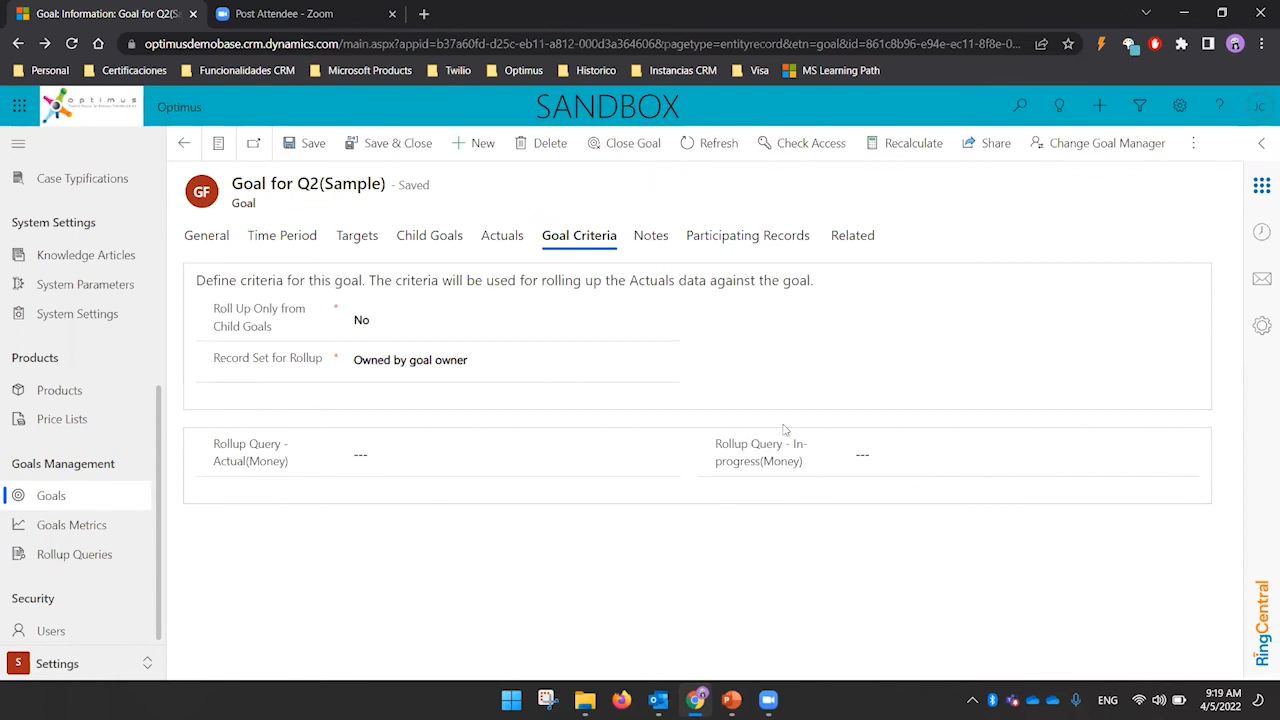 Goal: Information: Goal for Q2(S
Post Attendee - Zoom
optimusdemobase.crm.dynamics.com/main.aspx?appid=b37a60fd-d25c-eb11-a812-000d3a364606&pagetype=entityrecord&etn=goal&id=861c8b96-e94e-ec11-8f8e-0...
Personal
Certificaciones
Funcionalidades CRM
Microsoft Products
Twilio
Optimus
Historico
Instancias CRM
Visa
MS Learning Path
optimus
Optimus
SANDBOX
JC
Save
Save & Close
New
Delete
Close Goal
Refresh
Check Access
Recalculate
Share
Change Goal Manager
Case Typifications
System Settings
Knowledge Articles
System Parameters
System Settings
Products
Products
Price Lists
Goals Management
Goals
Goals Metrics
Rollup Queries
Security
Users
S Settings
GF
Goal for Q2(Sample) - Saved
Goal
General
Time Period
Targets
Child Goals
Actuals
Goal Criteria
Notes
Participating Records
Related
Define criteria for this goal. The criteria will be used for rolling up the Actuals data against the goal.
Roll Up Only from
Child Goals
*
No
Record Set for Rollup
*
Owned by goal owner
Rollup Query -
Actual(Money)
---
Rollup Query - In-
progress(Money)
---
RingCentral
ENG
9:19 AM
4/5/2022